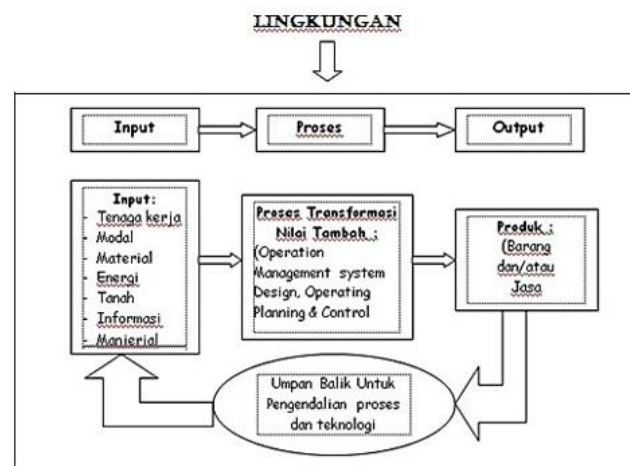 LINGKUNGAN
Input
Proses
Output
Input:
- Tenaga kerja
- Modal
- Material
- Energi
- Tanah
- Informasi
- Manierial
Proses Transformasi
Nilai Tambah :
(Operation
Management system
Design, Operating
Planning & Control
Produk :
(Barang
dan/atau
Jasa
Umpan Balik Untuk
Pengendalian proses
dan teknologi